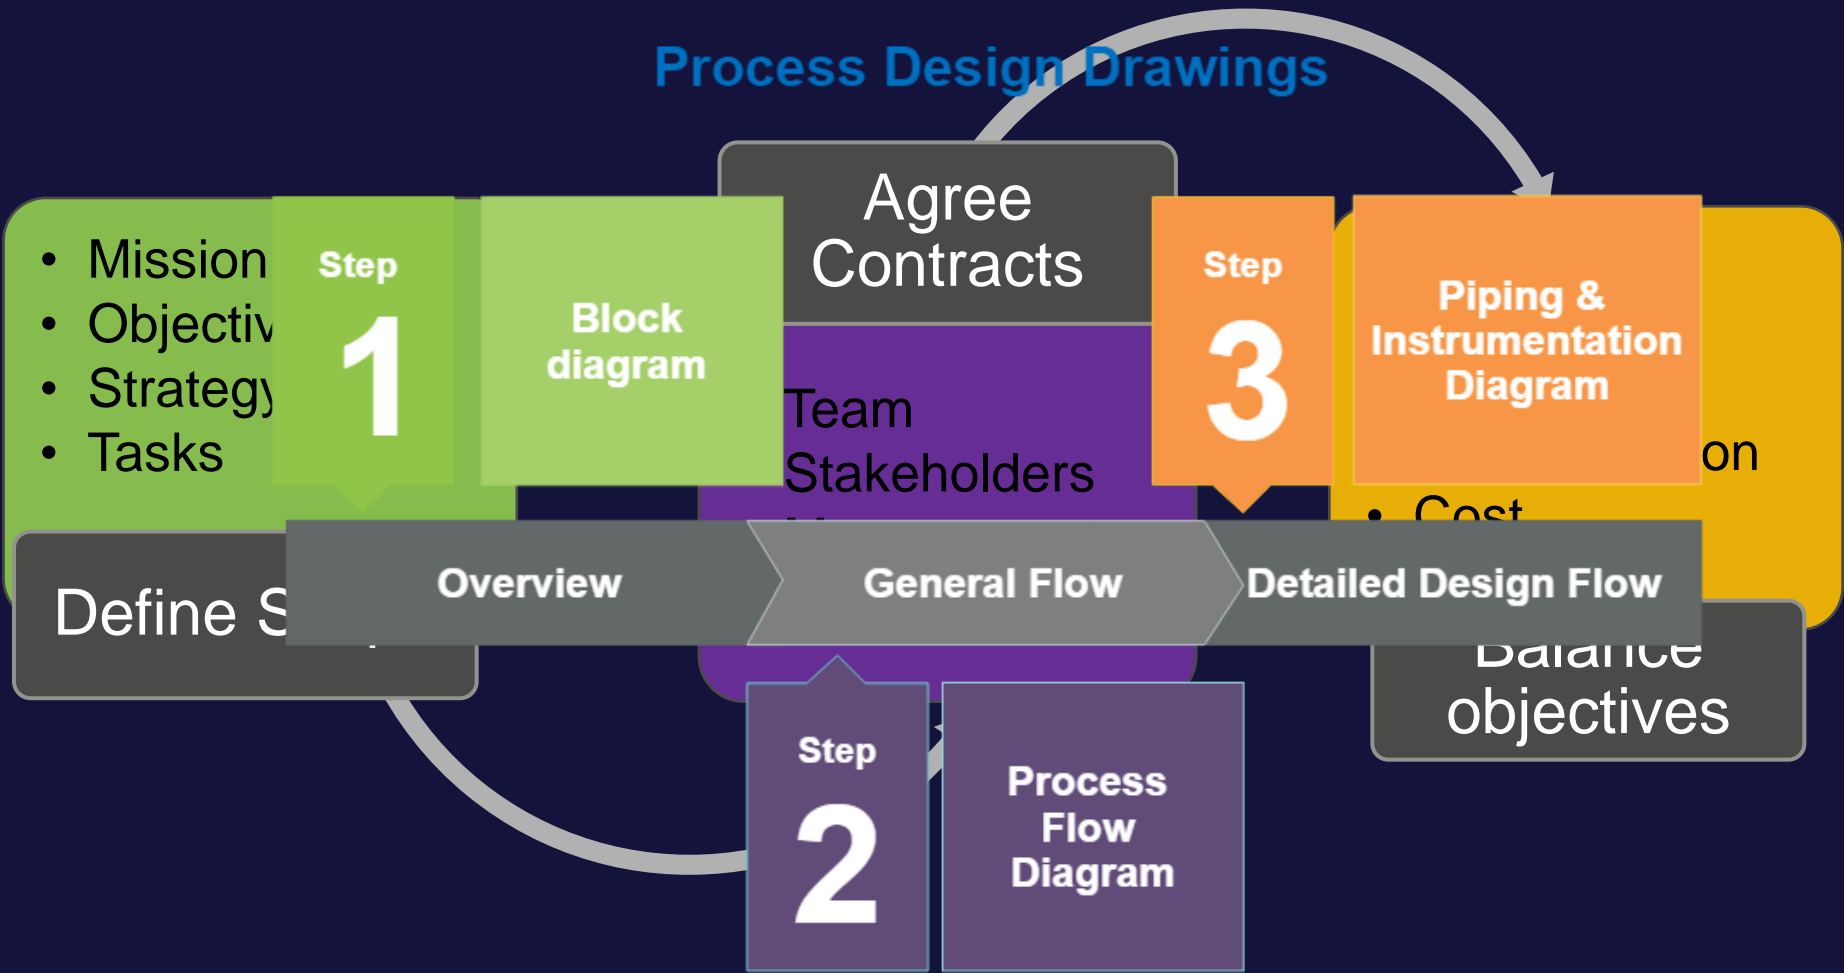 Process Design Drawings
Agree
Contracts
• Mission
• Objectiv
• Strategy
• Tasks
Step
1
Block
diagram
Team
Stakeholders
Step
3
Piping &
Instrumentation
Diagram
on
• Cost
Define S
Overview
General Flow
Detailed Design Flow
Balance
objectives
Step
2
Process
Flow
Diagram